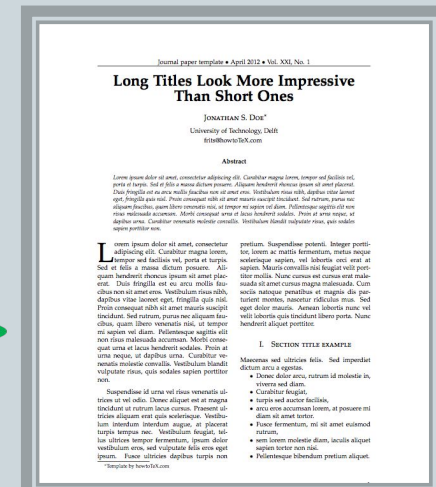 Journal paper template • April 2012 • Vol. XXI, No. 1
Long Titles Look More Impressive
Than Short Ones
Jonathan S. Doe*
University of Technology, Delft
frits@howtoTeX.com
Abstract
Lorem ipsum dolor sit amet, consectetur adipiscing elit. Curabitur magna lorem, tempor sed facilisis vel,
porta et turpis. Sed et felis a massa dictum posuere. Aliquam hendrerit rhoncus ipsum sit amet placerat.
Duis fringilla est eu arcu mollis faucibus non sit amet eros. Vestibulum risus nibh, dapibus vitae laoreet
eget, fringilla quis nisl. Proin consequat nibh sit amet mauris suscipit tincidunt. Sed rutrum, purus nec
aliquam faucibus, quam libero venenatis nisi, ut tempor mi sapien vel diam. Pellentesque sagittis elit non
risus malesuada accumsan. Morbi consequat urna et lacus hendrerit sodales. Proin at urna neque, ut
dapibus urna. Curabitur venenatis molestie convallis. Vestibulum blandit vulputate risus, quis sodales
sapien porttitor non.
Lorem ipsum dolor sit amet, consectetur
adipiscing elit. Curabitur magna lorem,
tempor sed facilisis vel, porta et turpis.
Sed et felis a massa dictum posuere. Ali-
quam hendrerit rhoncus ipsum sit amet plac-
erat. Duis fringilla est eu arcu mollis fau-
cibus non sit amet eros. Vestibulum risus nibh,
dapibus vitae laoreet eget, fringilla quis nisl.
Proin consequat nibh sit amet mauris suscipit
tincidunt. Sed rutrum, purus nec aliquam fau-
cibus, quam libero venenatis nisi, ut tempor
mi sapien vel diam. Pellentesque sagittis elit
non risus malesuada accumsan. Morbi conse-
quat urna et lacus hendrerit sodales. Proin at
urna neque, ut dapibus urna. Curabitur ve-
nenatis molestie convallis. Vestibulum blandit
vulputate risus, quis sodales sapien porttitor
non.
Suspendisse id urna vel risus venenatis ul-
trices ut vel odio. Donec aliquet est at magna
tincidunt ut rutrum lacus cursus. Praesent ul-
tricies aliquam erat quis scelerisque. Vestibu-
lum interdum interdum augue, at placerat
turpis tempus nec. Vestibulum feugiat, tel-
lus ultrices tempor fermentum, ipsum dolor
vestibulum eros, sed vulputate felis eros eget
ipsum. Fusce ultricies dapibus turpis non
*Template by howtoTeX.com
pretium. Suspendisse potenti. Integer portti-
tor, lorem ac mattis fermentum, metus neque
scelerisque sapien, vel lobortis orci erat at
sapien. Mauris convallis nisi feugiat velit port-
titor mollis. Nunc cursus est cursus erat male-
suada sit amet cursus magna malesuada. Cum
sociis natoque penatibus et magnis dis par-
turient montes, nascetur ridiculus mus. Sed
eget dolor mauris. Aenean lobortis nunc vel
velit lobortis quis tincidunt libero porta. Nunc
hendrerit aliquet porttitor.
I. Section title example
Maecenas sed ultricies felis. Sed imperdiet
dictum arcu a egestas.
• Donec dolor arcu, rutrum id molestie in,
viverra sed diam.
• Curabitur feugiat,
• turpis sed auctor facilisis,
• arcu eros accumsan lorem, at posuere mi
diam sit amet tortor.
• Fusce fermentum, mi sit amet euismod
rutrum,
• sem lorem molestie diam, iaculis aliquet
sapien tortor non nisi.
• Pellentesque bibendum pretium aliquet.